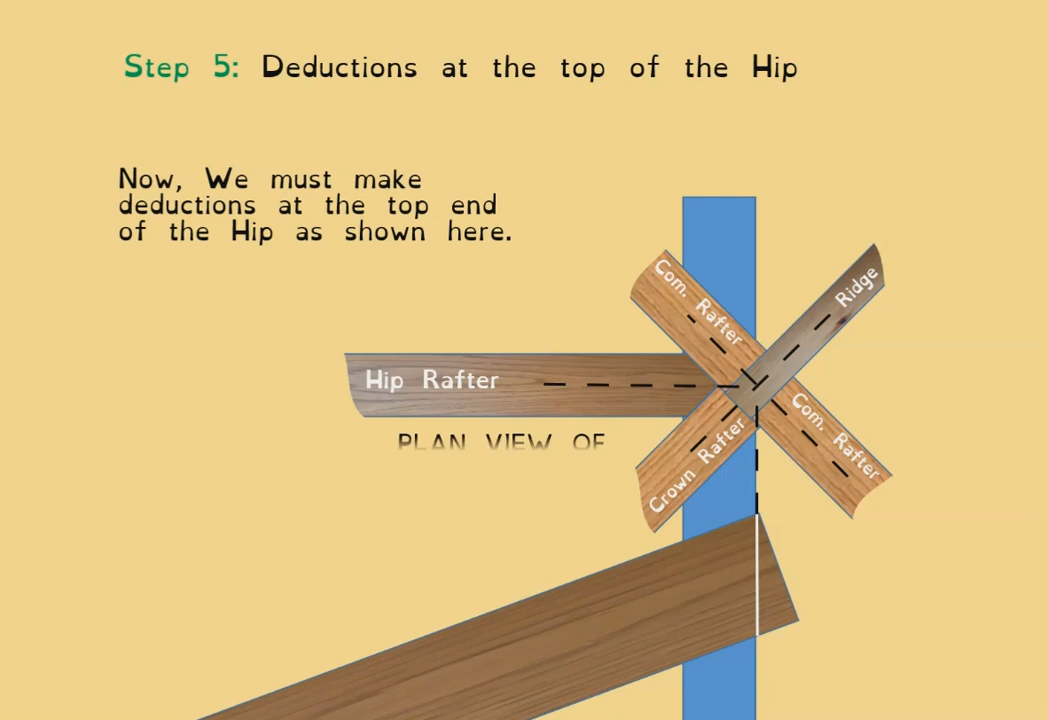 Step 5: Deductions at the top of the Hip
Now, We must make
deductions at the top end
of the Hip as shown here.
Com. Rafter
Ridge
Hip Rafter
Com. Rafter
Crown Rafter
PLAN VIEW OF